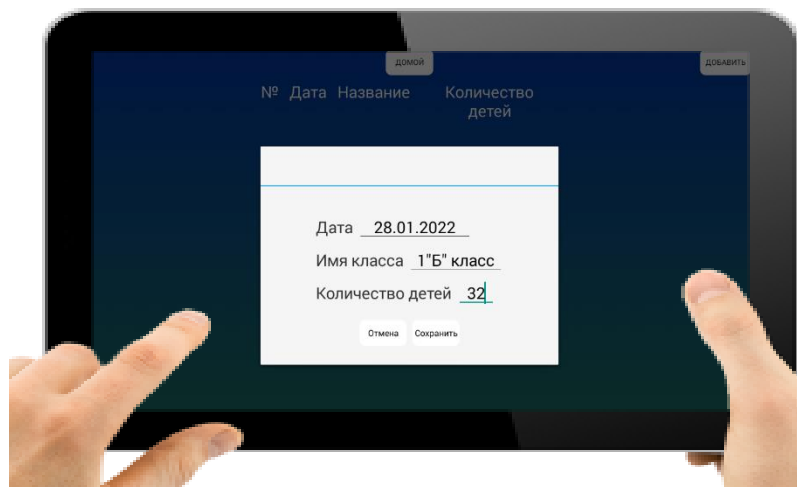 ДОМОЙ ДОБАВИТЬ
№ Дата Название Количество
детей
Дата 28.01.2022
Имя класса 1"Б" класс
Количество детей 32
Отмена Сохранить